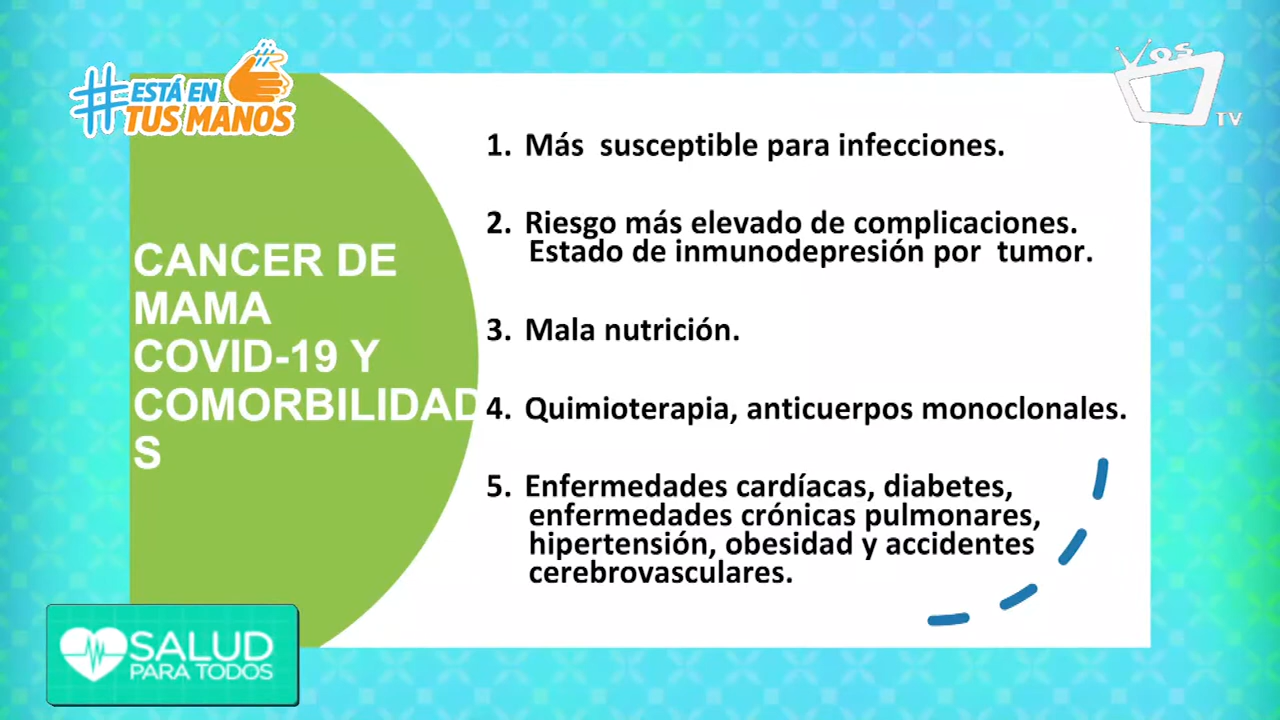 #ESTÁ EN
TUS MANOS
VOS
TV
CANCER DE
MAMA
COVID-19 Y
COMORBILIDAD
S
1. Más susceptible para infecciones.
2. Riesgo más elevado de complicaciones.
Estado de inmunodepresión por tumor.
3. Mala nutrición.
4. Quimioterapia, anticuerpos monoclonales.
5. Enfermedades cardíacas, diabetes,
enfermedades crónicas pulmonares,
hipertensión, obesidad y accidentes
cerebrovasculares.
SALUD
PARA TODOS